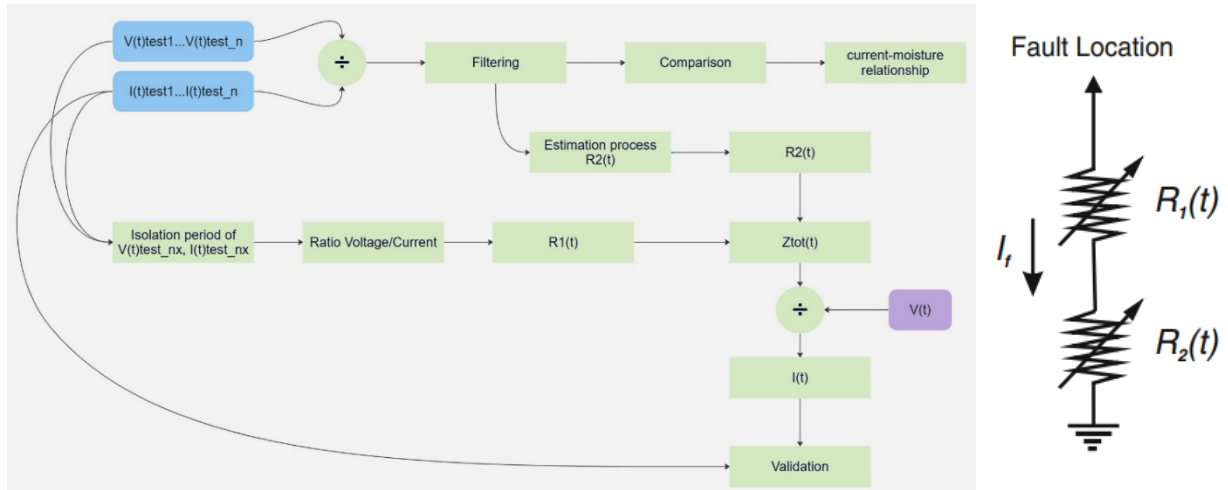 V(t)test1...V(t)test_n
I(t)test1...I(t)test_n
÷
Filtering
Comparison
current-moisture
relationship
Estimation process
R2(t)
R2(t)
Isolation period of
V(t)test_nx, I(t)test_nx
Ratio Voltage/Current
R1(t)
Ztot(t)
÷
V(t)
I(t)
Validation
Fault Location
R₁(t)
I_f
R₂(t)